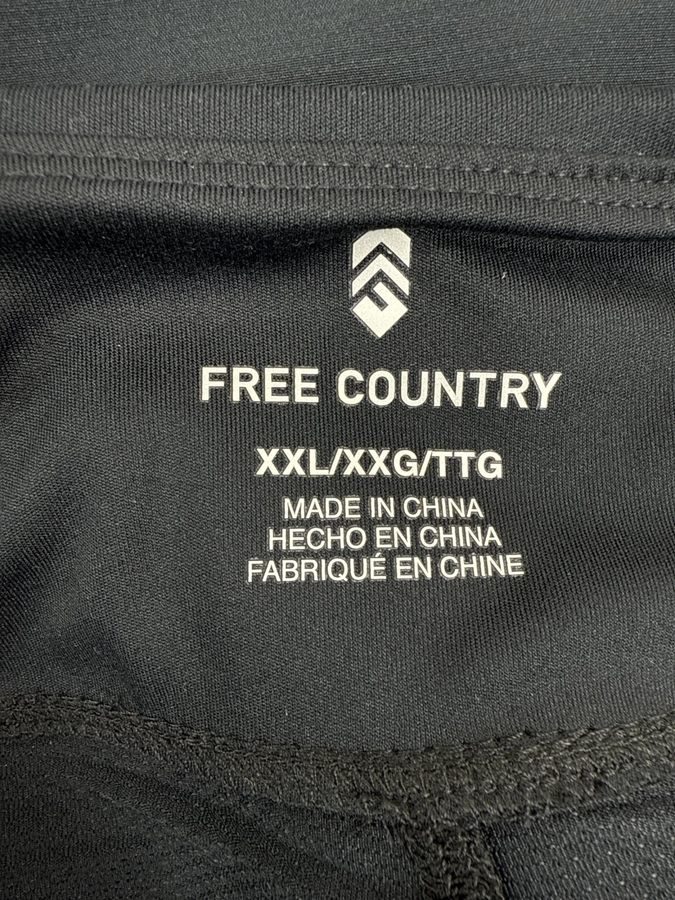 FREE COUNTRY
XXL/XXG/TTG
MADE IN CHINA
HECHO EN CHINA
FABRIQUÉ EN CHINE